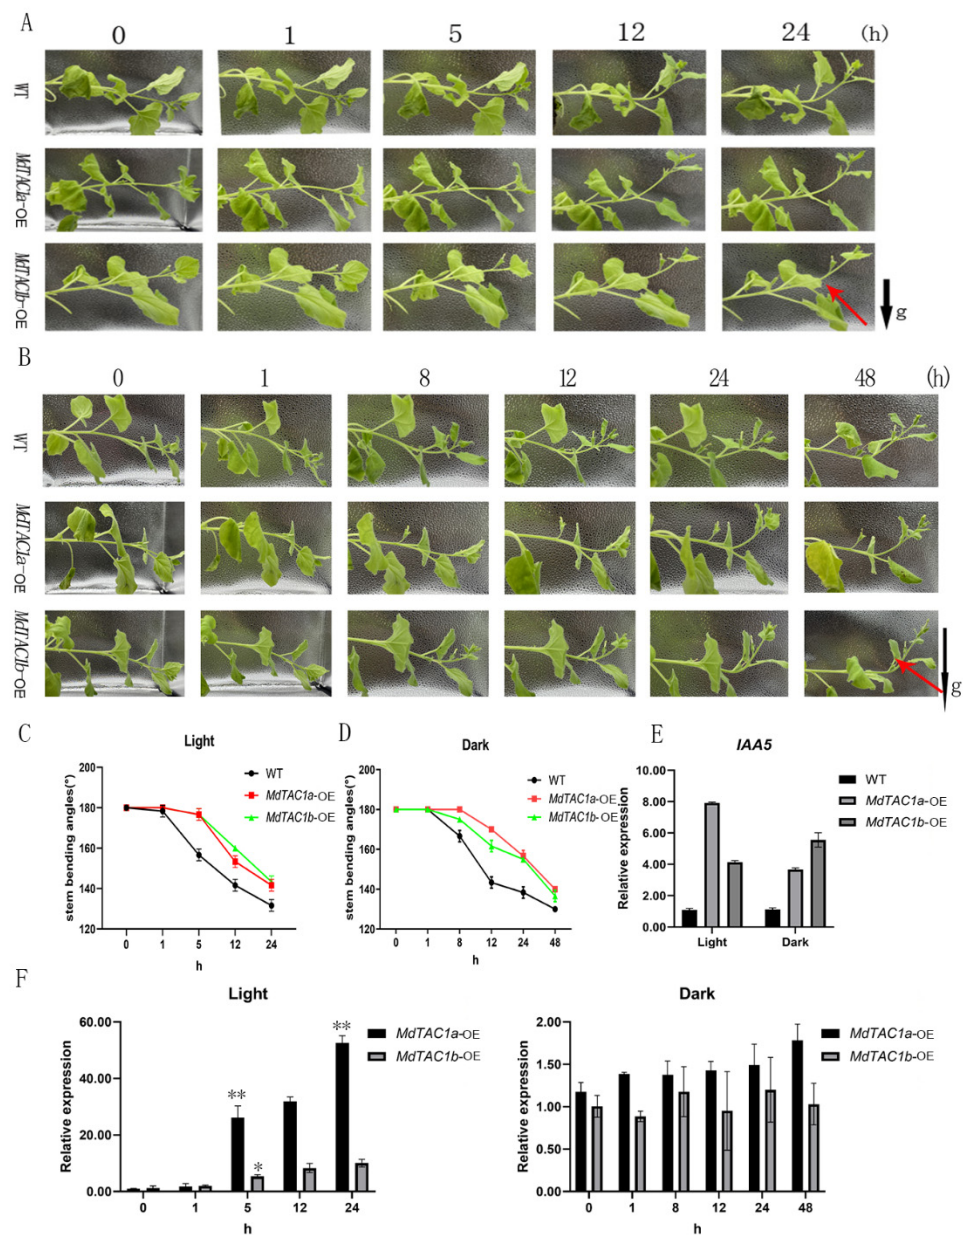 A
0 1 5 12 24 (h)
WT
MdTAC1a-OE
MdTAC1b-OE
g
B
0 1 8 12 24 48 (h)
WT
MdTAC1a-OE
MdTAC1b-OE
g
C
Light
stem bending angles(°)
200
180
160
140
120
0 1 5 12 24
h
WT
MdTAC1a-OE
MdTAC1b-OE
D
Dark
stem bending angles(°)
200
180
160
140
120
0 1 8 12 24 48
h
WT
MdTAC1a-OE
MdTAC1b-OE
E
IAA5
Relative expression
10.00
8.00
6.00
4.00
2.00
0.00
Light Dark
WT
MdTAC1a-OE
MdTAC1b-OE
F
Light
Relative expression
60.00
40.00
20.00
0.00
** * **
0 1 5 12 24
h
MdTAC1a-OE
MdTAC1b-OE
Dark
Relative expression
2.00
1.50
1.00
0.50
0.00
0 1 8 12 24 48
h
MdTAC1a-OE
MdTAC1b-OE